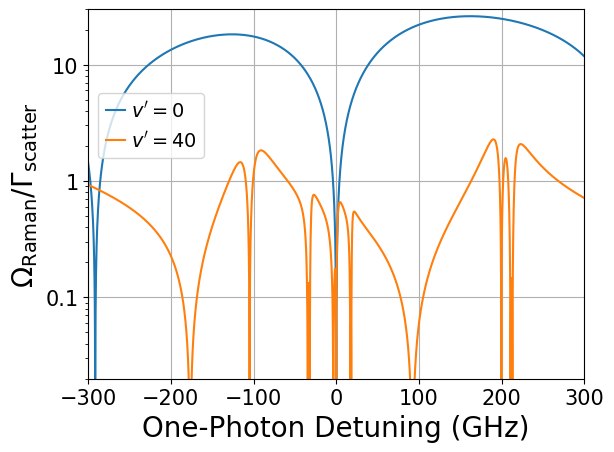 Ω_Raman/Γ_scatter
10
1
0.1
v′ = 0
v′ = 40
−300 −200 −100 0 100 200 300
One-Photon Detuning (GHz)